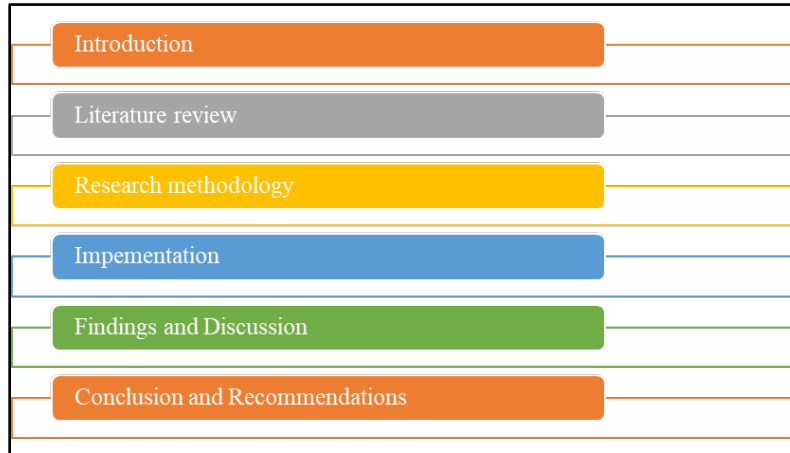 Introduction
Literature review
Research methodology
Impementation
Findings and Discussion
Conclusion and Recommendations